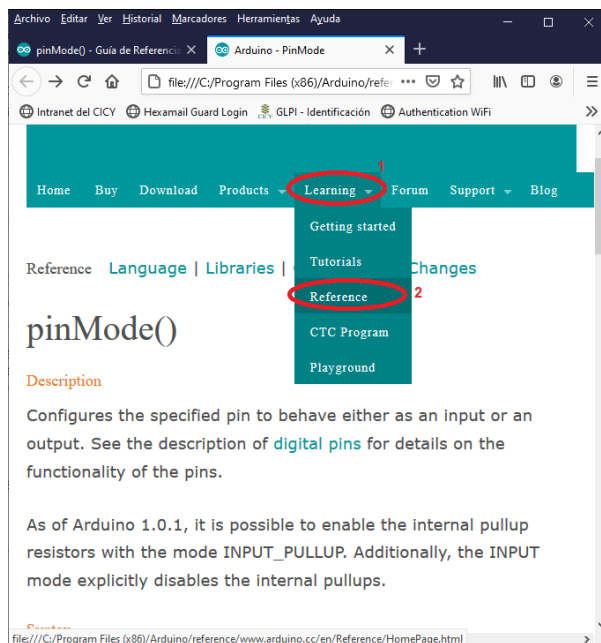 Archivo Editar Ver Historial Marcadores Herramientas Ayuda
pinMode() - Guía de Referencia
Arduino - PinMode
file:///C:/Program Files (x86)/Arduino/refer
Intranet del CICY Hexamail Guard Login GLPI - Identificación Authentication WiFi
1
Home Buy Download Products Learning Forum Support Blog
Getting started
Tutorials
Reference 2
CTC Program
Playground
Reference Language | Libraries | Changes
pinMode()
Description
Configures the specified pin to behave either as an input or an
output. See the description of digital pins for details on the
functionality of the pins.
As of Arduino 1.0.1, it is possible to enable the internal pullup
resistors with the mode INPUT_PULLUP. Additionally, the INPUT
mode explicitly disables the internal pullups.
file:///C:/Program Files (x86)/Arduino/reference/www.arduino.cc/en/Reference/HomePage.html